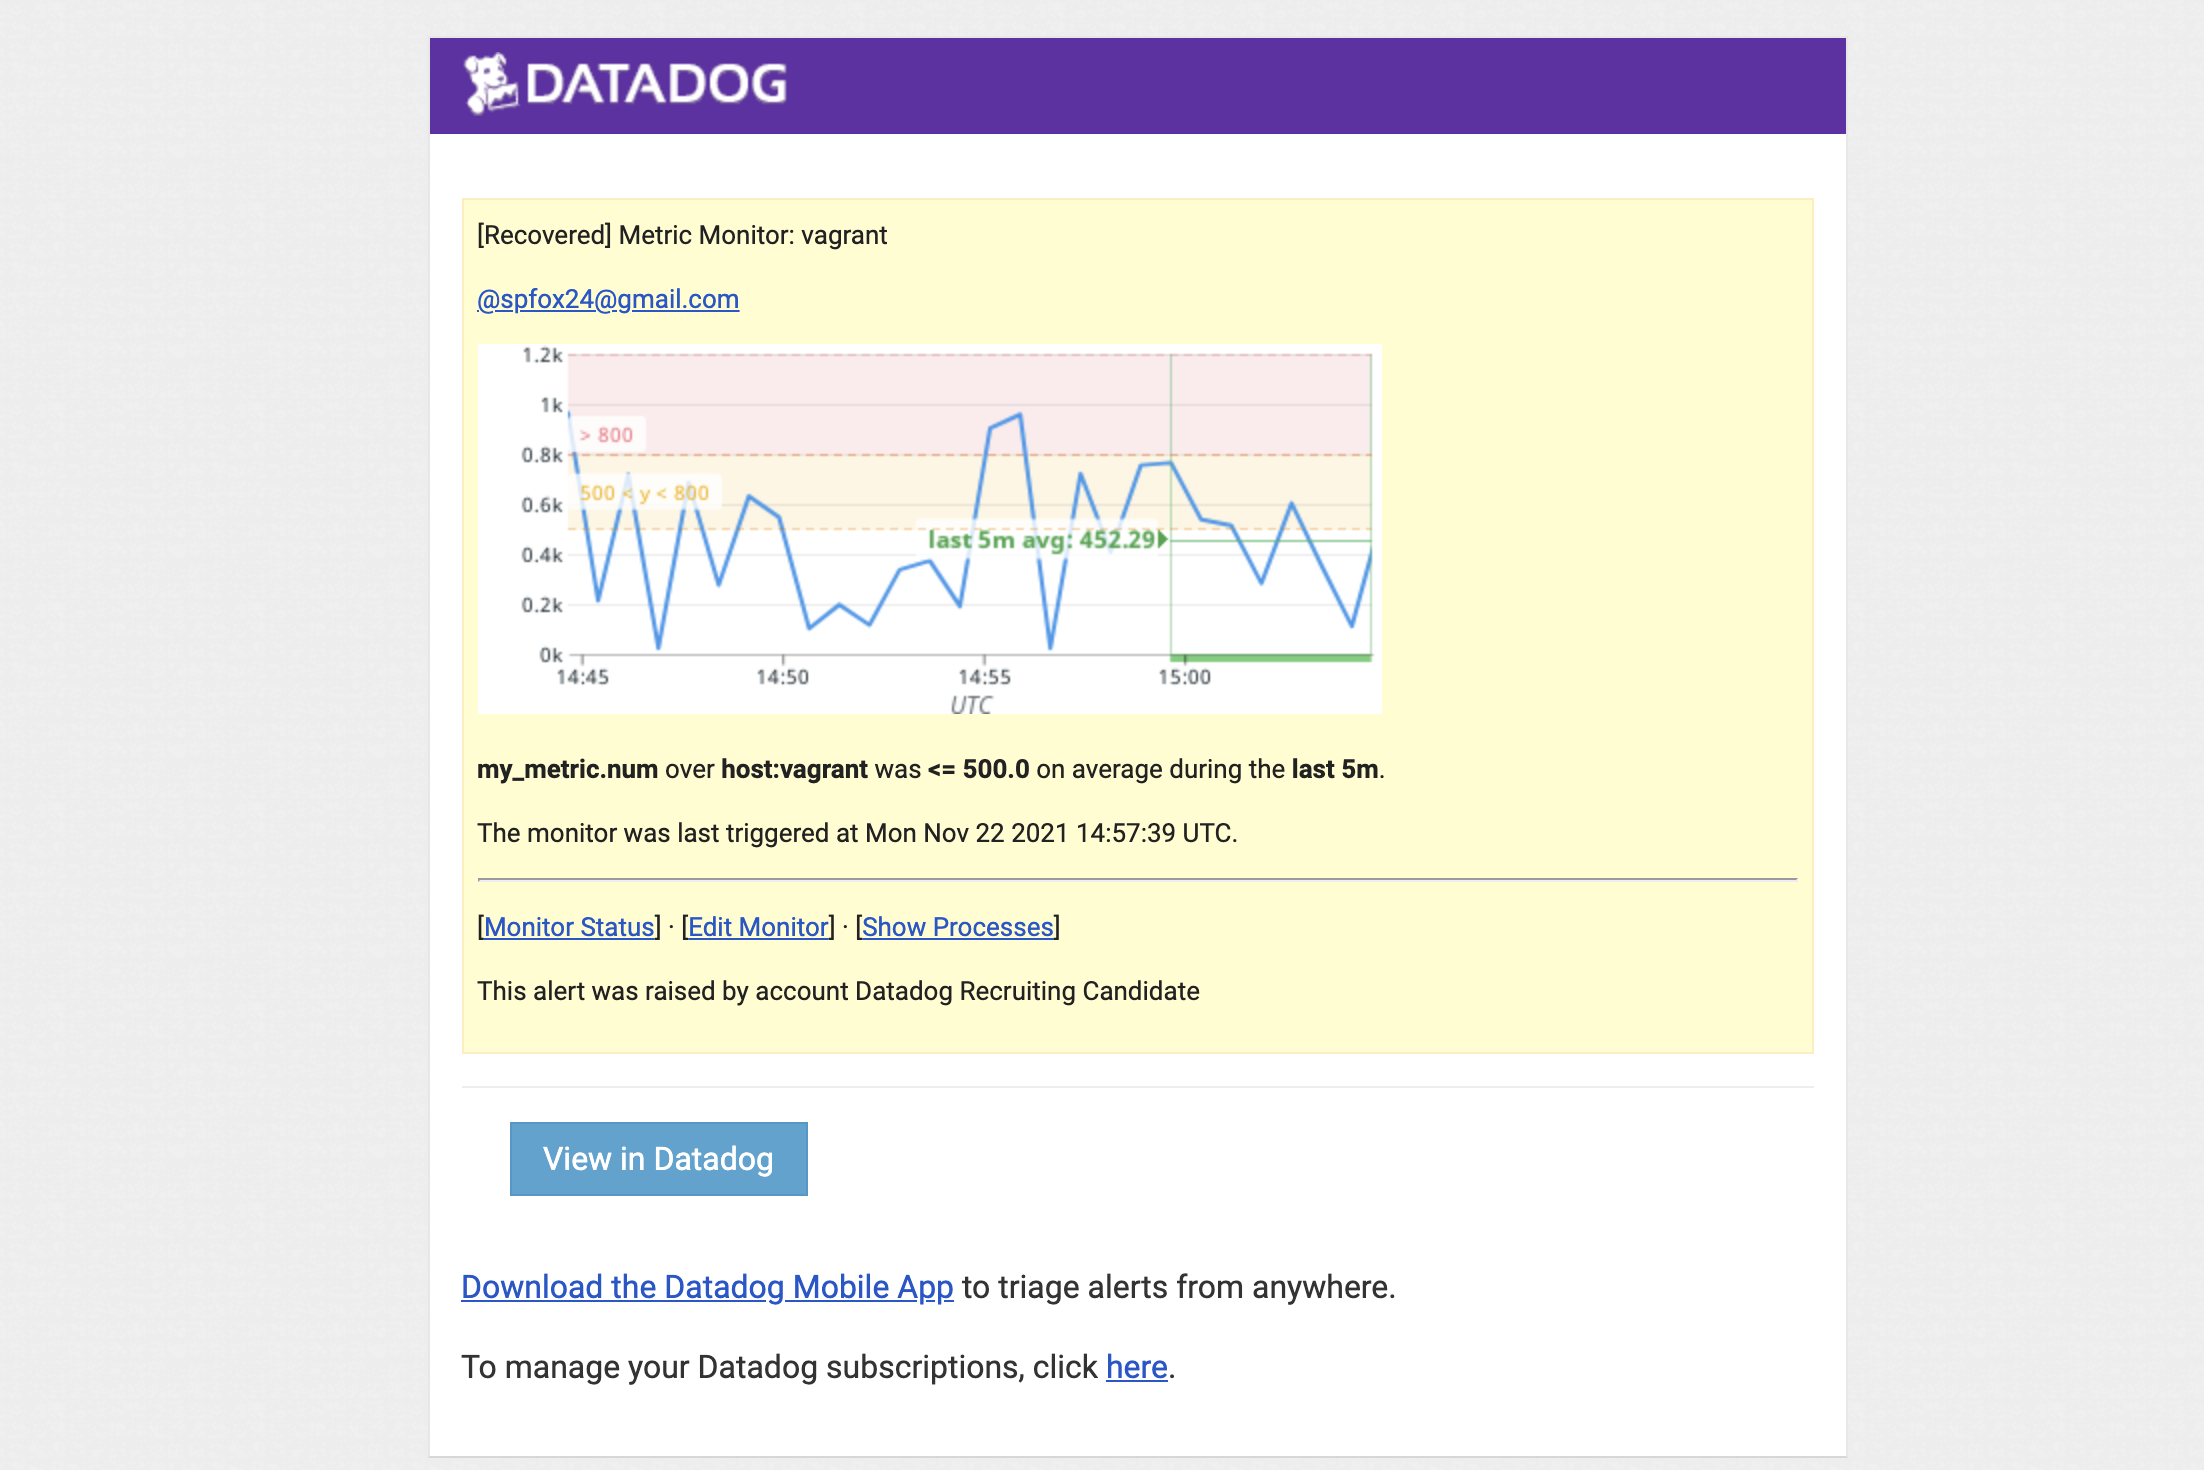 DATADOG
[Recovered] Metric Monitor: vagrant
@spfox24@gmail.com
1.2k
1k
> 800
0.8k
500 < y < 800
0.6k
last 5m avg: 452.29
0.4k
0.2k
0k
14:45 14:50 14:55 15:00
UTC
my_metric.num over host:vagrant was <= 500.0 on average during the last 5m.
The monitor was last triggered at Mon Nov 22 2021 14:57:39 UTC.
[Monitor Status] · [Edit Monitor] · [Show Processes]
This alert was raised by account Datadog Recruiting Candidate
View in Datadog
Download the Datadog Mobile App to triage alerts from anywhere.
To manage your Datadog subscriptions, click here.